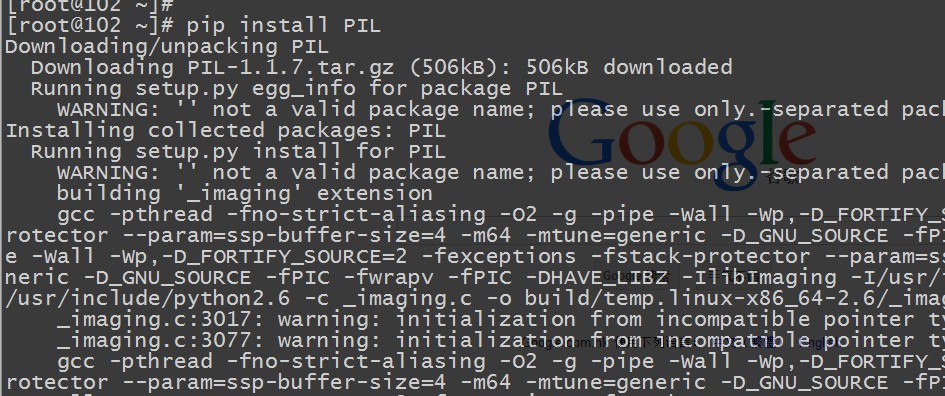 [root@102 ~]#
[root@102 ~]# pip install PIL
Downloading/unpacking PIL
Downloading PIL-1.1.7.tar.gz (506kB): 506kB downloaded
Running setup.py egg_info for package PIL
WARNING: '' not a valid package name; please use only.-separated pac
Installing collected packages: PIL
Running setup.py install for PIL
WARNING: '' not a valid package name; please use only.-separated pac
building '_imaging' extension
gcc -pthread -fno-strict-aliasing -O2 -g -pipe -Wall -Wp,-D_FORTIFY_S
rotector --param=ssp-buffer-size=4 -m64 -mtune=generic -D_GNU_SOURCE -fPI
e -Wall -Wp,-D_FORTIFY_SOURCE=2 -fexceptions -fstack-protector --param=ss
neric -D_GNU_SOURCE -fPIC -fwrapv -fPIC -DHAVE_LIBZ -IlibImaging -I/usr/
/usr/include/python2.6 -c _imaging.c -o build/temp.linux-x86_64-2.6/_imag
_imaging.c:3017: warning: initialization from incompatible pointer ty
_imaging.c:3077: warning: initialization from incompatible pointer ty
gcc -pthread -fno-strict-aliasing -O2 -g -pipe -Wall -Wp,-D_FORTIFY_S
rotector --param=ssp-buffer-size=4 -m64 -mtune=generic -D_GNU_SOURCE -fPI
Google